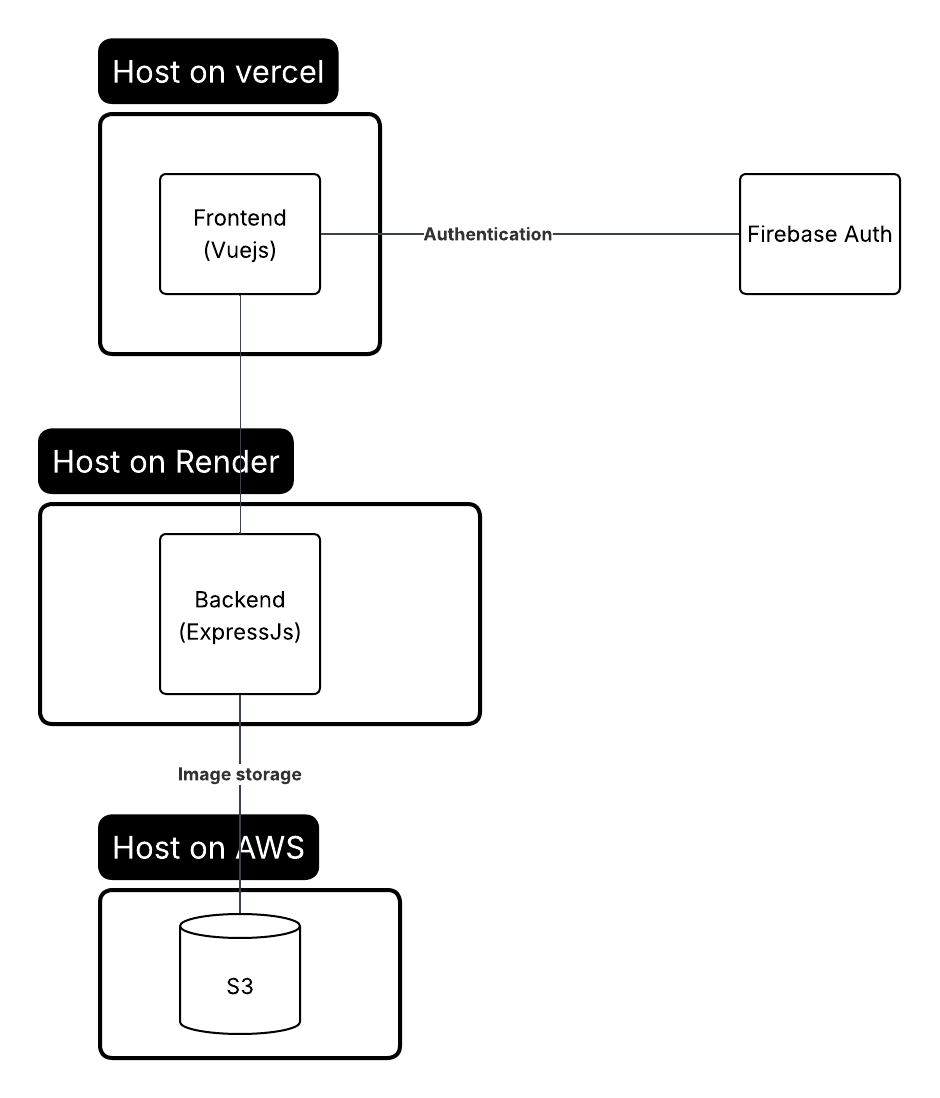 Host on vercel
Frontend
(Vuejs)
Authentication
Firebase Auth
Host on Render
Backend
(ExpressJs)
Image storage
Host on AWS
S3